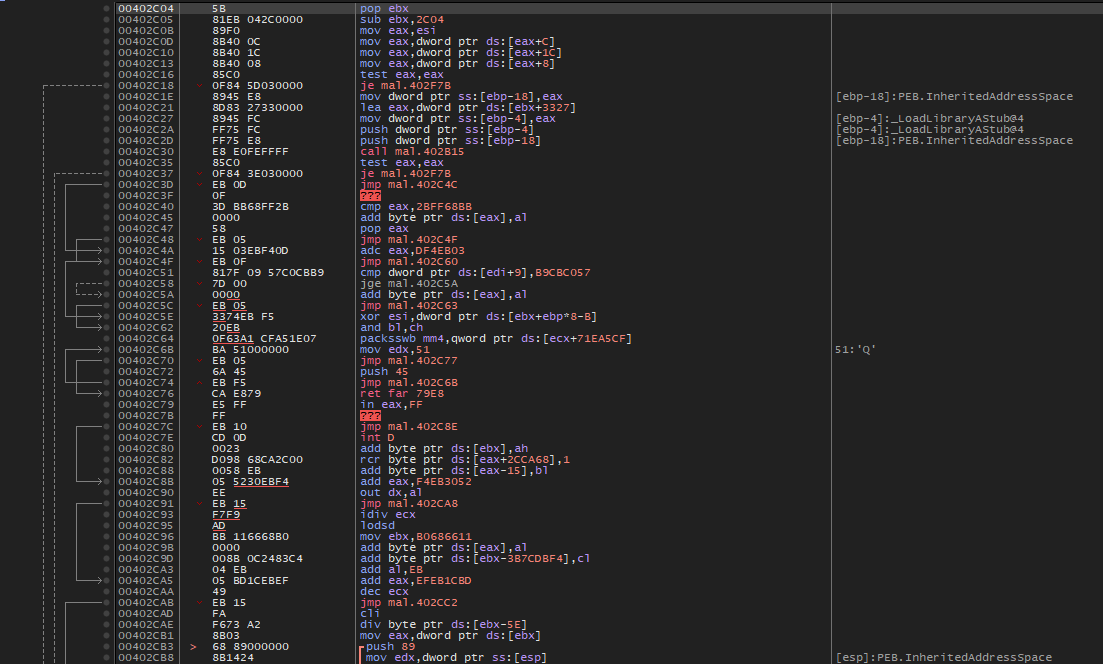 00402C04 5B pop ebx
00402C05 81EB 042C0000 sub ebx,2C04
00402C0B 89F0 mov eax,esi
00402C0D 8B40 0C mov eax,dword ptr ds:[eax+C]
00402C10 8B40 1C mov eax,dword ptr ds:[eax+1C]
00402C13 8B40 08 mov eax,dword ptr ds:[eax+8]
00402C16 85C0 test eax,eax
00402C18 0F84 5D030000 je mal.402F7B
00402C1E 8945 E8 mov dword ptr ss:[ebp-18],eax [ebp-18]:PEB.InheritedAddressSpace
00402C21 8D83 27330000 lea eax,dword ptr ds:[ebx+3327]
00402C27 8945 FC mov dword ptr ss:[ebp-4],eax [ebp-4]:_LoadLibraryAStub@4
00402C2A FF75 FC push dword ptr ss:[ebp-4] [ebp-4]:_LoadLibraryAStub@4
00402C2D FF75 E8 push dword ptr ss:[ebp-18] [ebp-18]:PEB.InheritedAddressSpace
00402C30 E8 E0FEFFFF call mal.402B15
00402C35 85C0 test eax,eax
00402C37 0F84 3E030000 je mal.402F7B
00402C3D EB 0D jmp mal.402C4C
00402C3F 0F ???
00402C40 3D BB68FF2B cmp eax,2BFF68BB
00402C45 0000 add byte ptr ds:[eax],al
00402C47 58 pop eax
00402C48 EB 05 jmp mal.402C4F
00402C4A 15 03EBF40D adc eax,DF4EB03
00402C4F EB 0F jmp mal.402C60
00402C51 817F 09 57C0CBB9 cmp dword ptr ds:[edi+9],B9CBC057
00402C58 7D 00 jge mal.402C5A
00402C5A 0000 add byte ptr ds:[eax],al
00402C5C EB 05 jmp mal.402C63
00402C5E 3374EB F5 xor esi,dword ptr ds:[ebx+ebp*8-B]
00402C62 20EB and bl,ch
00402C64 0F63A1 CFA51E07 packsswb mm4,qword ptr ds:[ecx+71EA5CF]
00402C6B BA 51000000 mov edx,51 51:'Q'
00402C70 EB 05 jmp mal.402C77
00402C72 6A 45 push 45
00402C74 EB F5 jmp mal.402C6B
00402C76 CA E879 ret far 79E8
00402C79 E5 FF in eax,FF
00402C7B FF ???
00402C7C EB 10 jmp mal.402C8E
00402C7E CD 0D int D
00402C80 0023 add byte ptr ds:[ebx],ah
00402C82 D098 68CA2C00 rcr byte ptr ds:[eax+2CCA68],1
00402C88 0058 EB add byte ptr ds:[eax-15],bl
00402C8B 05 5230EBF4 add eax,F4EB3052
00402C90 EE out dx,al
00402C91 EB 15 jmp mal.402CA8
00402C93 F7F9 idiv ecx
00402C95 AD lodsd
00402C96 BB 116668B0 mov ebx,B0686611
00402C9B 0000 add byte ptr ds:[eax],al
00402C9D 008B 0C2483C4 add byte ptr ds:[ebx-3B7CDBF4],cl
00402CA3 04 EB add al,EB
00402CA5 05 BD1CEBEF add eax,EFEB1CBD
00402CAA 49 dec ecx
00402CAB EB 15 jmp mal.402CC2
00402CAD FA cli
00402CAE F673 A2 div byte ptr ds:[ebx-5E]
00402CB1 8B03 mov eax,dword ptr ds:[ebx]
00402CB3 > 68 89000000 push 89
00402CB8 8B1424 mov edx,dword ptr ss:[esp] [esp]:PEB.InheritedAddressSpace